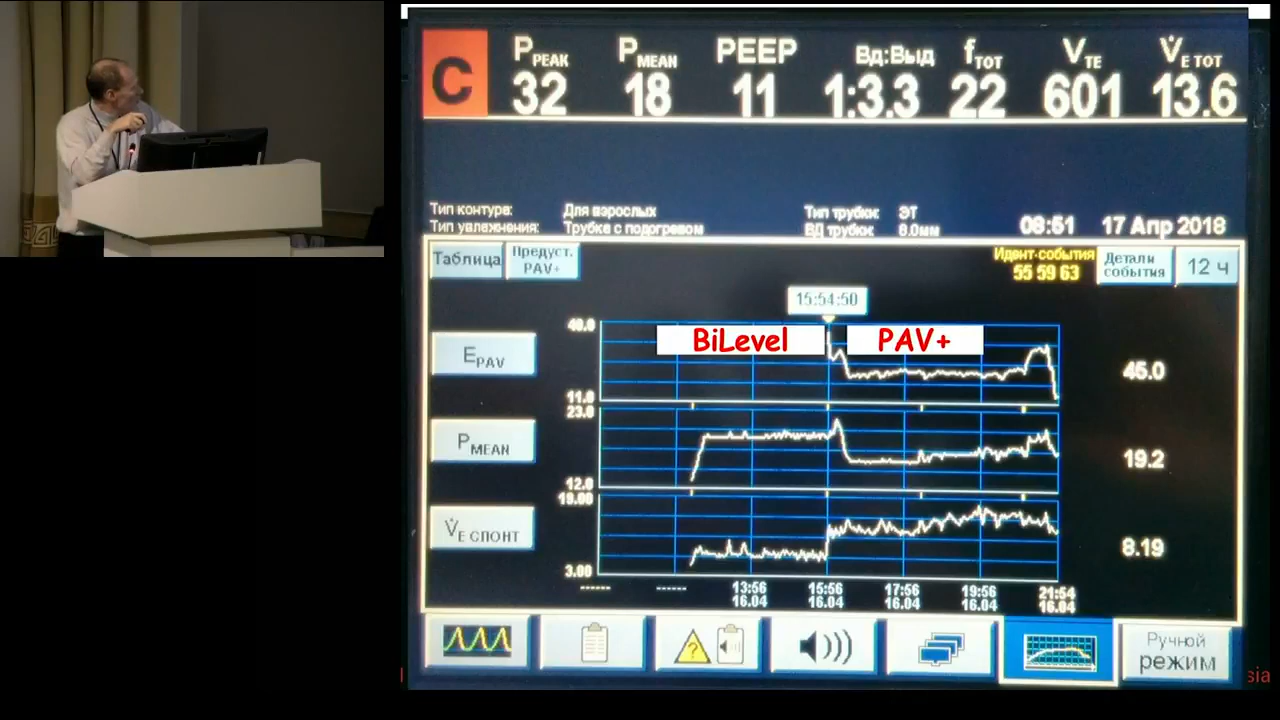 C
PPEAK PMEAN PEEP Вд:Выд fTOT VTE V̇E TOT
32 18 11 1:3.3 22 601 13.6
Тип контура: Для взрослых Тип трубки: ЭТ
Тип увлажнения: Трубка с подогревом ВД трубки: 8.0мм 08:51 17 Апр 2018
Таблица Предуст. PAV+ Идент-события 55 59 63 Детали события 12 ч
15:54:50
BiLevel PAV+
40.0
EPAV 45.0
11.0
23.0
PMEAN 19.2
12.0
19.00
V̇E СПОНТ 8.19
3.00
------ ------ 13:56 15:56 17:56 19:56 21:54
16.04 16.04 16.04 16.04 16.04
?
Ручной
режим
sia